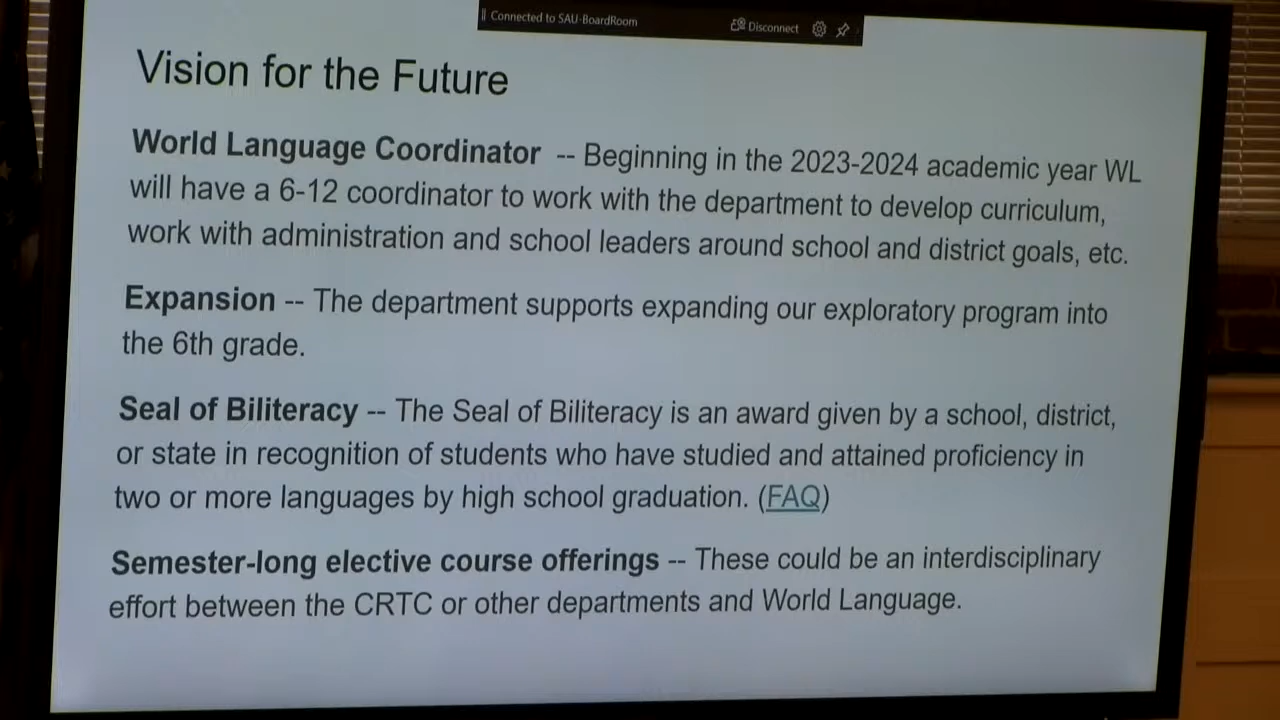 Connected to SAU-BoardRoom
Disconnect
Vision for the Future
World Language Coordinator -- Beginning in the 2023-2024 academic year WL
will have a 6-12 coordinator to work with the department to develop curriculum,
work with administration and school leaders around school and district goals, etc.
Expansion -- The department supports expanding our exploratory program into
the 6th grade.
Seal of Biliteracy -- The Seal of Biliteracy is an award given by a school, district,
or state in recognition of students who have studied and attained proficiency in
two or more languages by high school graduation. (FAQ)
Semester-long elective course offerings -- These could be an interdisciplinary
effort between the CRTC or other departments and World Language.